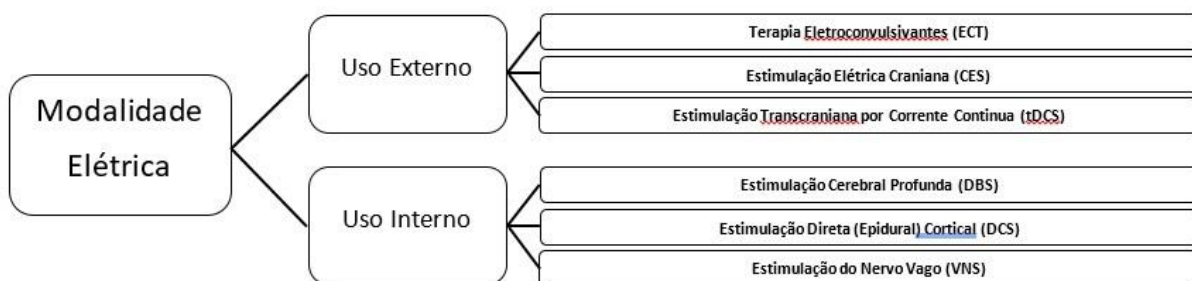 Modalidade
Elétrica
Uso Externo
Terapia Eletroconvulsivantes (ECT)
Estimulação Elétrica Craniana (CES)
Estimulação Transcraniana por Corrente Continua (tDCS)
Uso Interno
Estimulação Cerebral Profunda (DBS)
Estimulação Direta (Epidural) Cortical (DCS)
Estimulação do Nervo Vago (VNS)